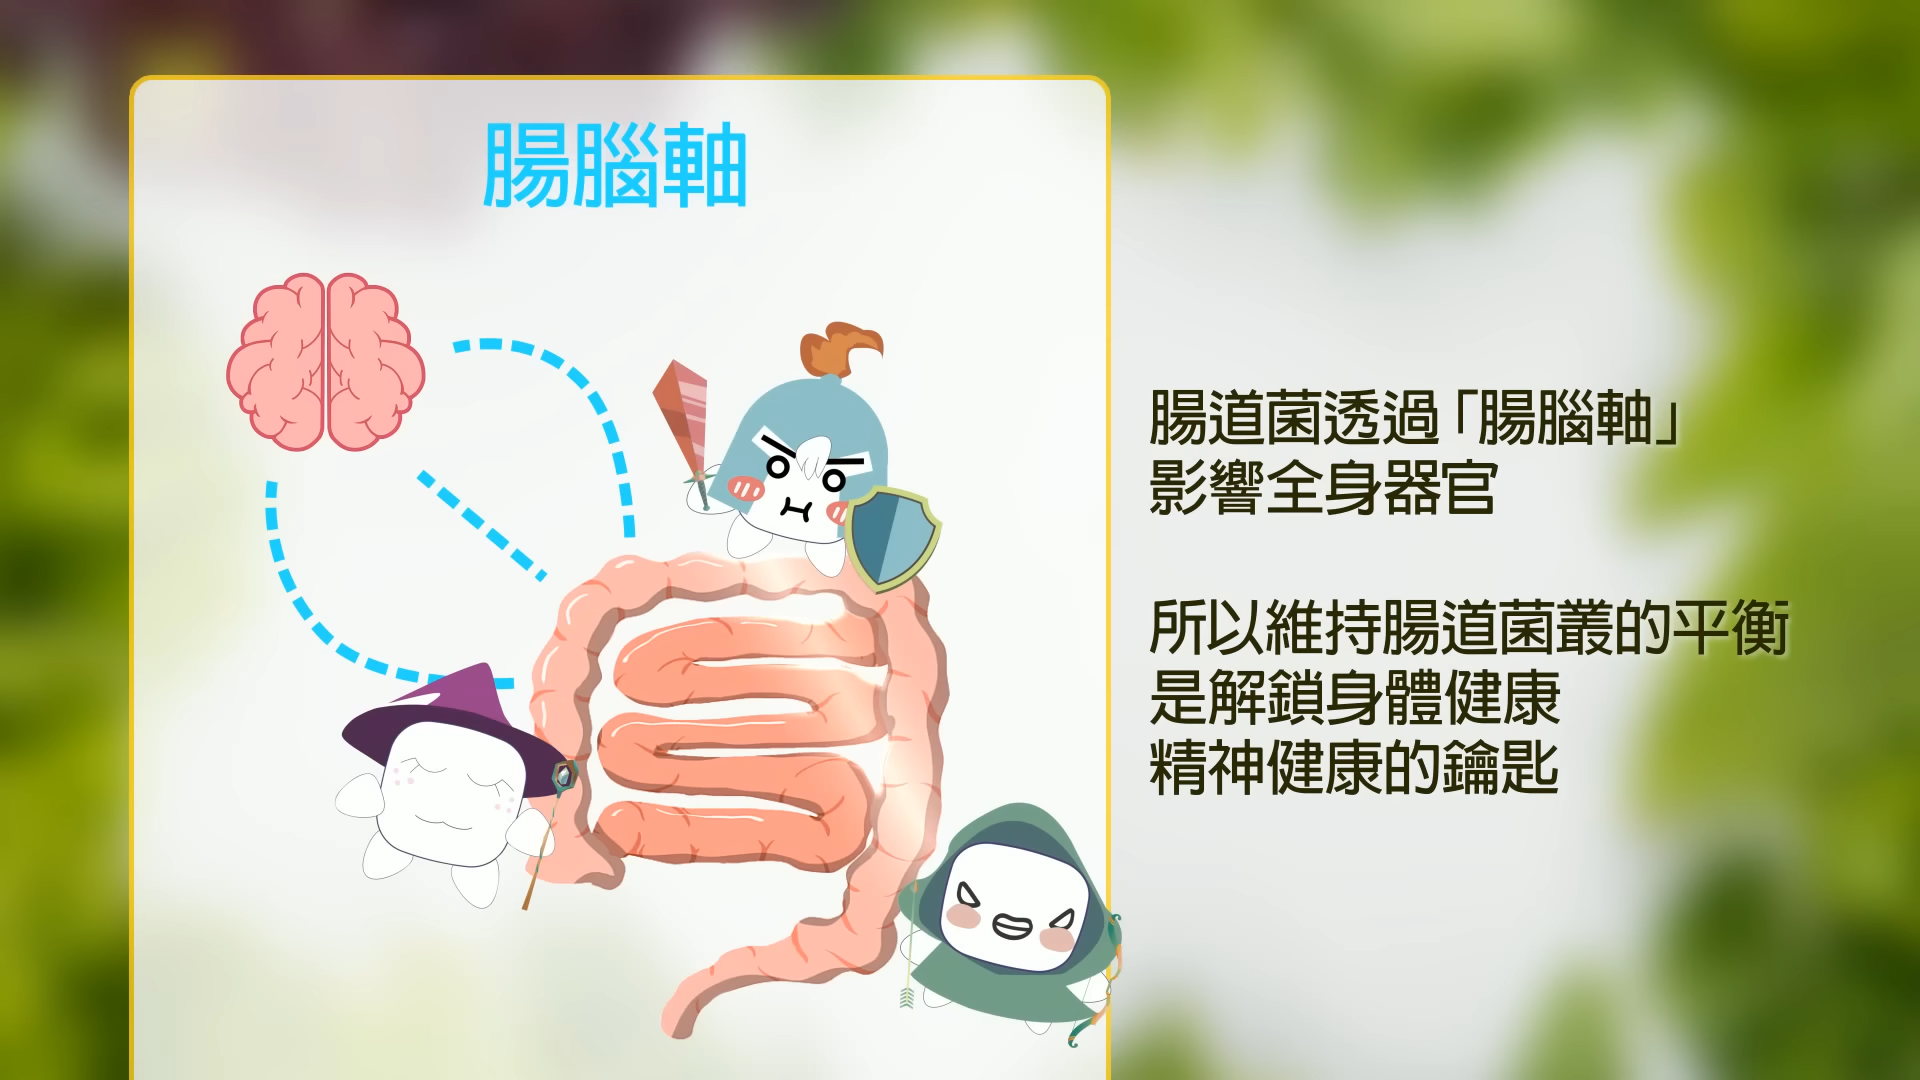 腸腦軸
腸道菌透過「腸腦軸」
影響全身器官
所以維持腸道菌叢的平衡
是解鎖身體健康
精神健康的鑰匙